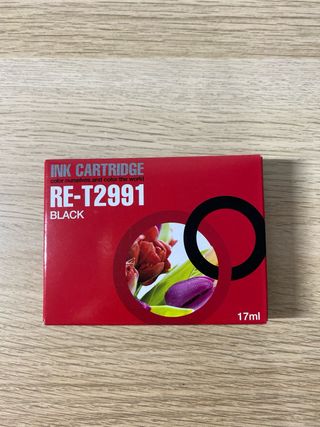 INK CARTRIDGE
color ourselves and color the world
RE-T2991
BLACK
17ml